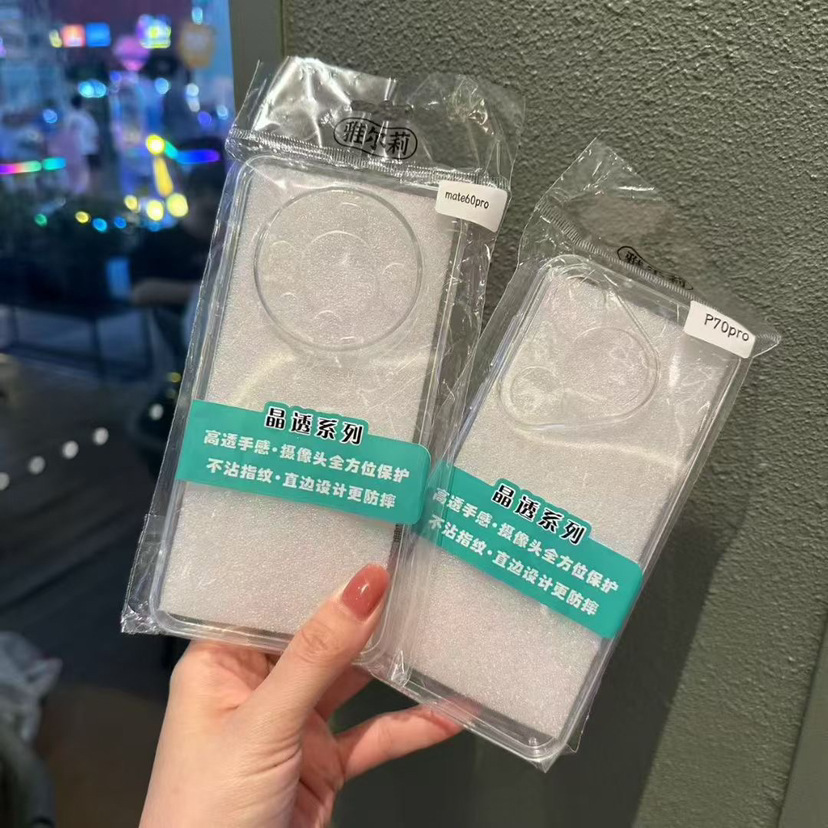 雅尔莉
mate60pro
晶透系列
高透手感·摄像头全方位保护
不沾指纹·直边设计更防摔
雅尔莉
P70pro
晶透系列
高透手感·摄像头全方位保护
不沾指纹·直边设计更防摔